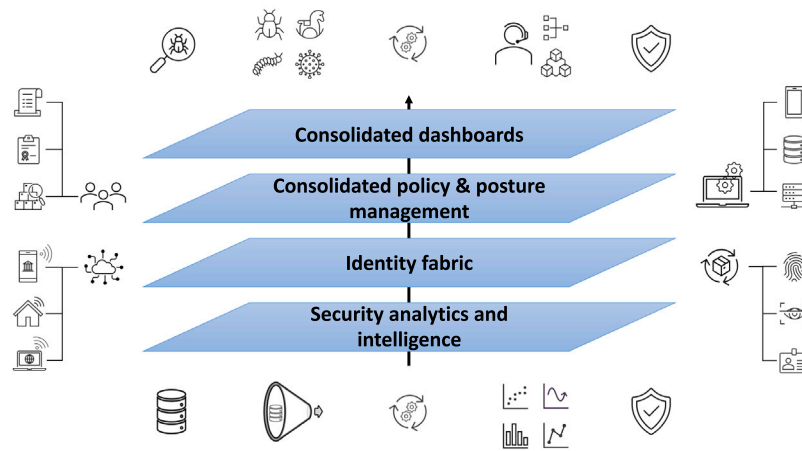 Consolidated dashboards
Consolidated policy & posture
management
Identity fabric
Security analytics and
intelligence